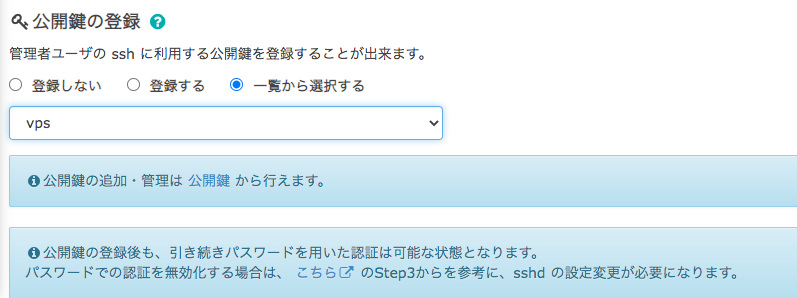 公開鍵の登録
管理者ユーザの ssh に利用する公開鍵を登録することが出来ます。
登録しない 登録する 一覧から選択する
vps
公開鍵の追加・管理は 公開鍵 から行えます。
公開鍵の登録後も、引き続きパスワードを用いた認証は可能な状態となります。
パスワードでの認証を無効化する場合は、 こちら のStep3からを参考に、sshd の設定変更が必要になります。